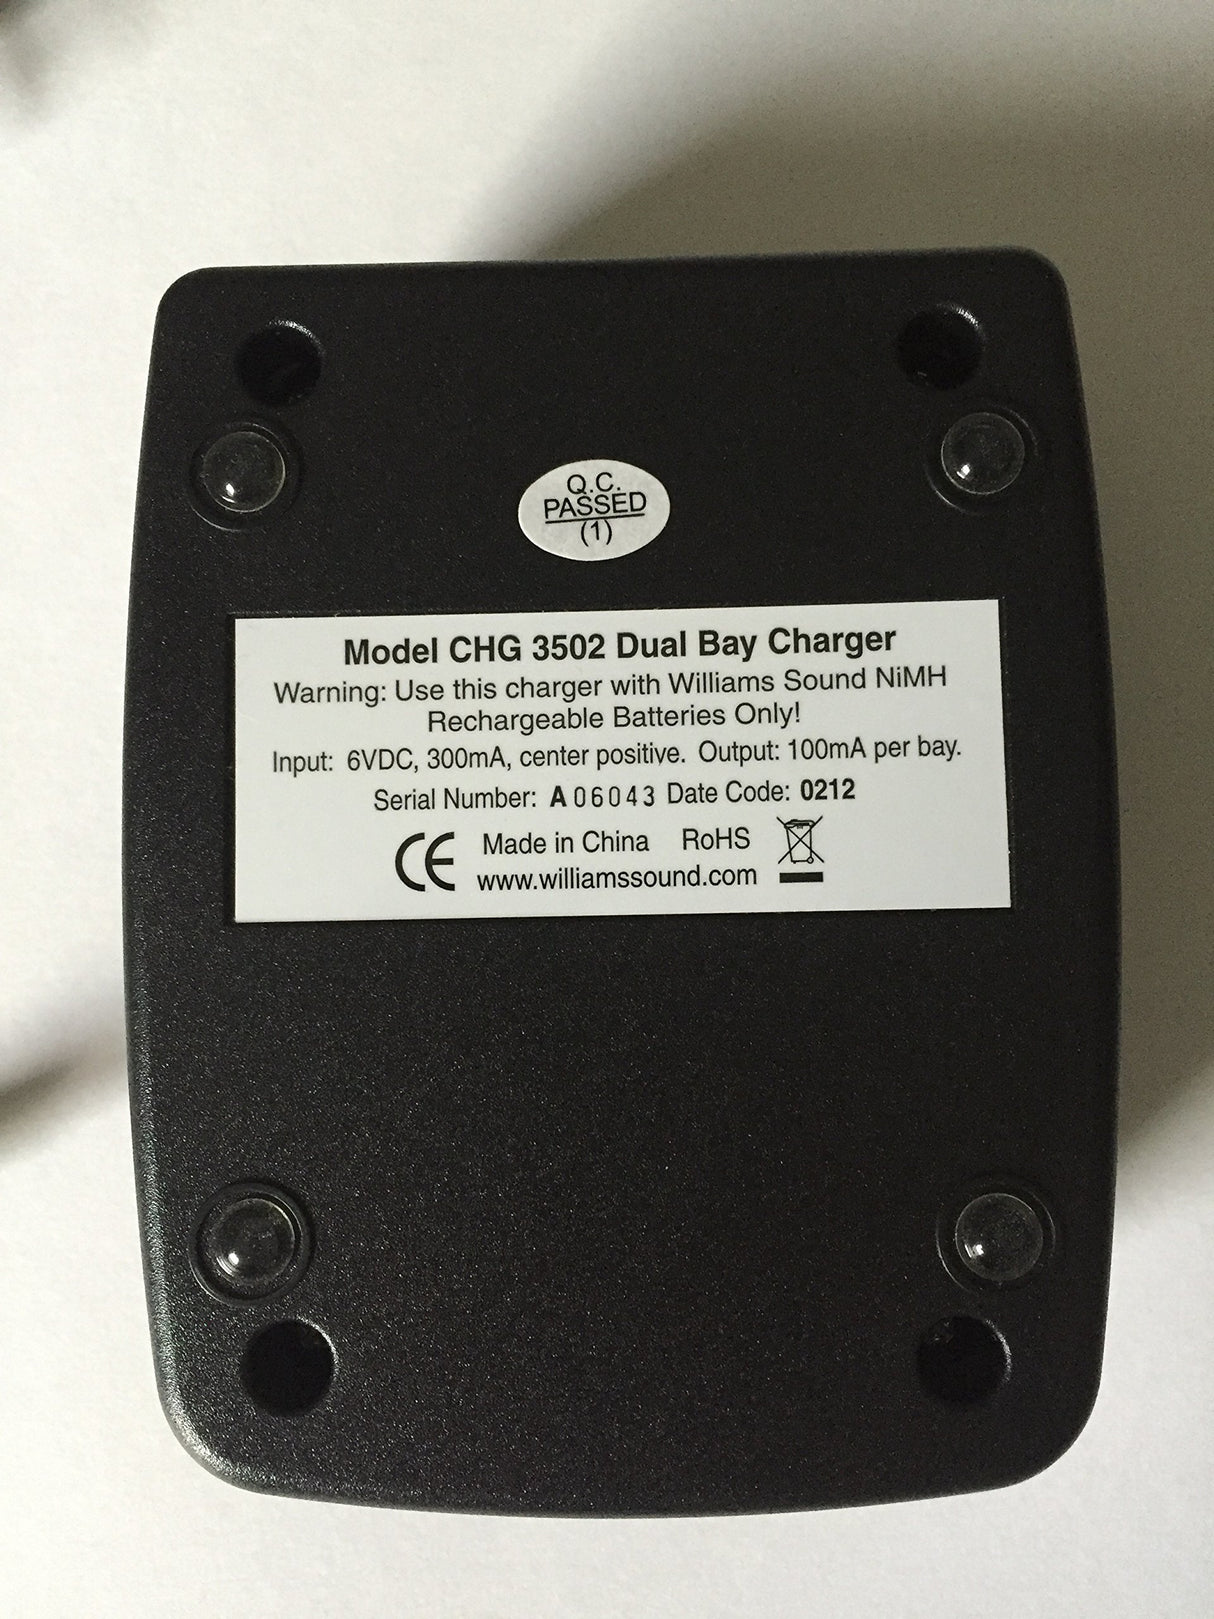 Q.C.
PASSED
(1)
Model CHG 3502 Dual Bay Charger
Warning: Use this charger with Williams Sound NiMH
Rechargeable Batteries Only!
Input: 6VDC, 300mA, center positive. Output: 100mA per bay.
Serial Number: A06043 Date Code: 0212
CE Made in China RoHS
www.williamssound.com